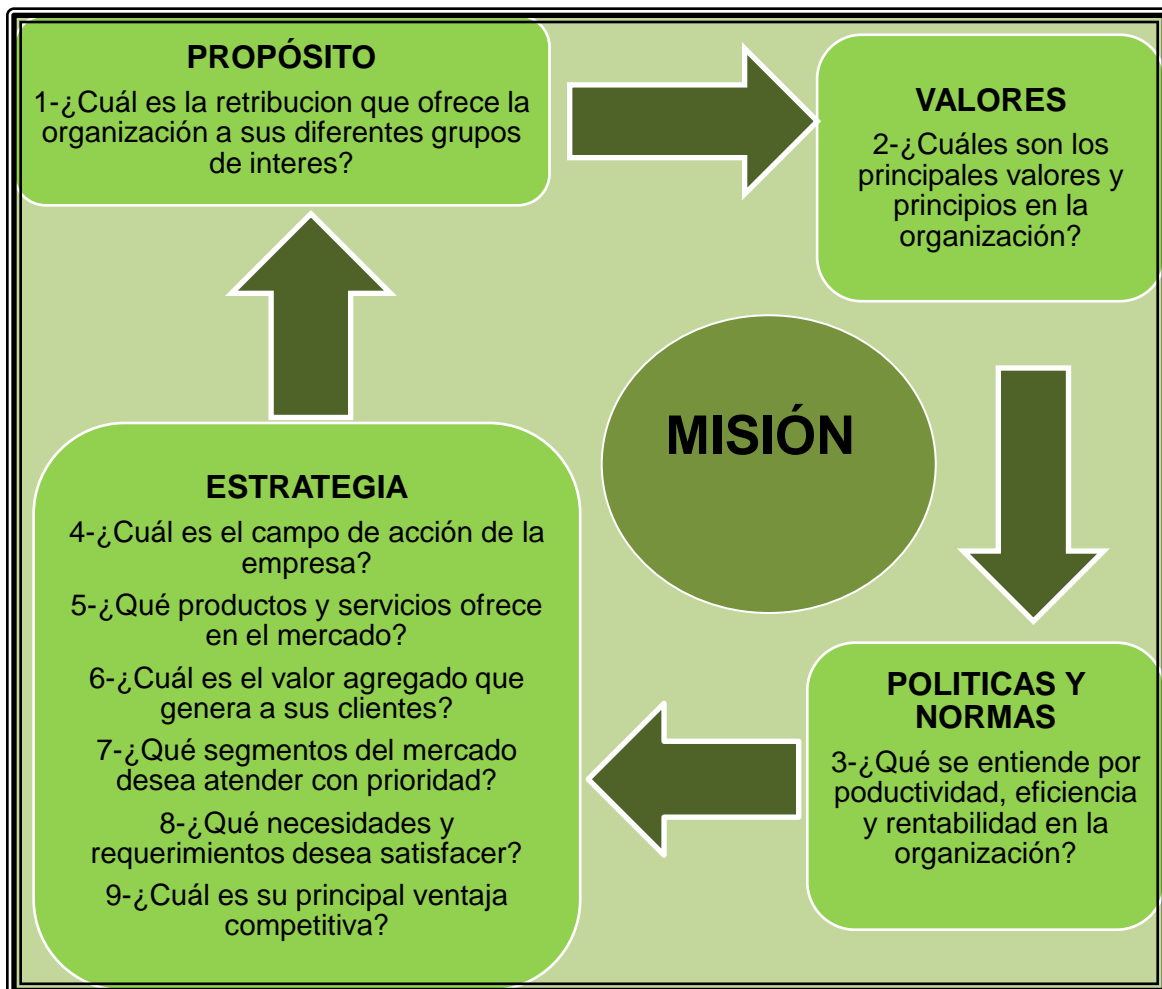 PROPÓSITO
1-¿Cuál es la retribucion que ofrece la
organización a sus diferentes grupos
de interes?
VALORES
2-¿Cuáles son los
principales valores y
principios en la
organización?
MISIÓN
POLITICAS Y
NORMAS
3-¿Qué se entiende por
poductividad, eficiencia
y rentabilidad en la
organización?
ESTRATEGIA
4-¿Cuál es el campo de acción de la
empresa?
5-¿Qué productos y servicios ofrece
en el mercado?
6-¿Cuál es el valor agregado que
genera a sus clientes?
7-¿Qué segmentos del mercado
desea atender con prioridad?
8-¿Qué necesidades y
requerimientos desea satisfacer?
9-¿Cuál es su principal ventaja
competitiva?